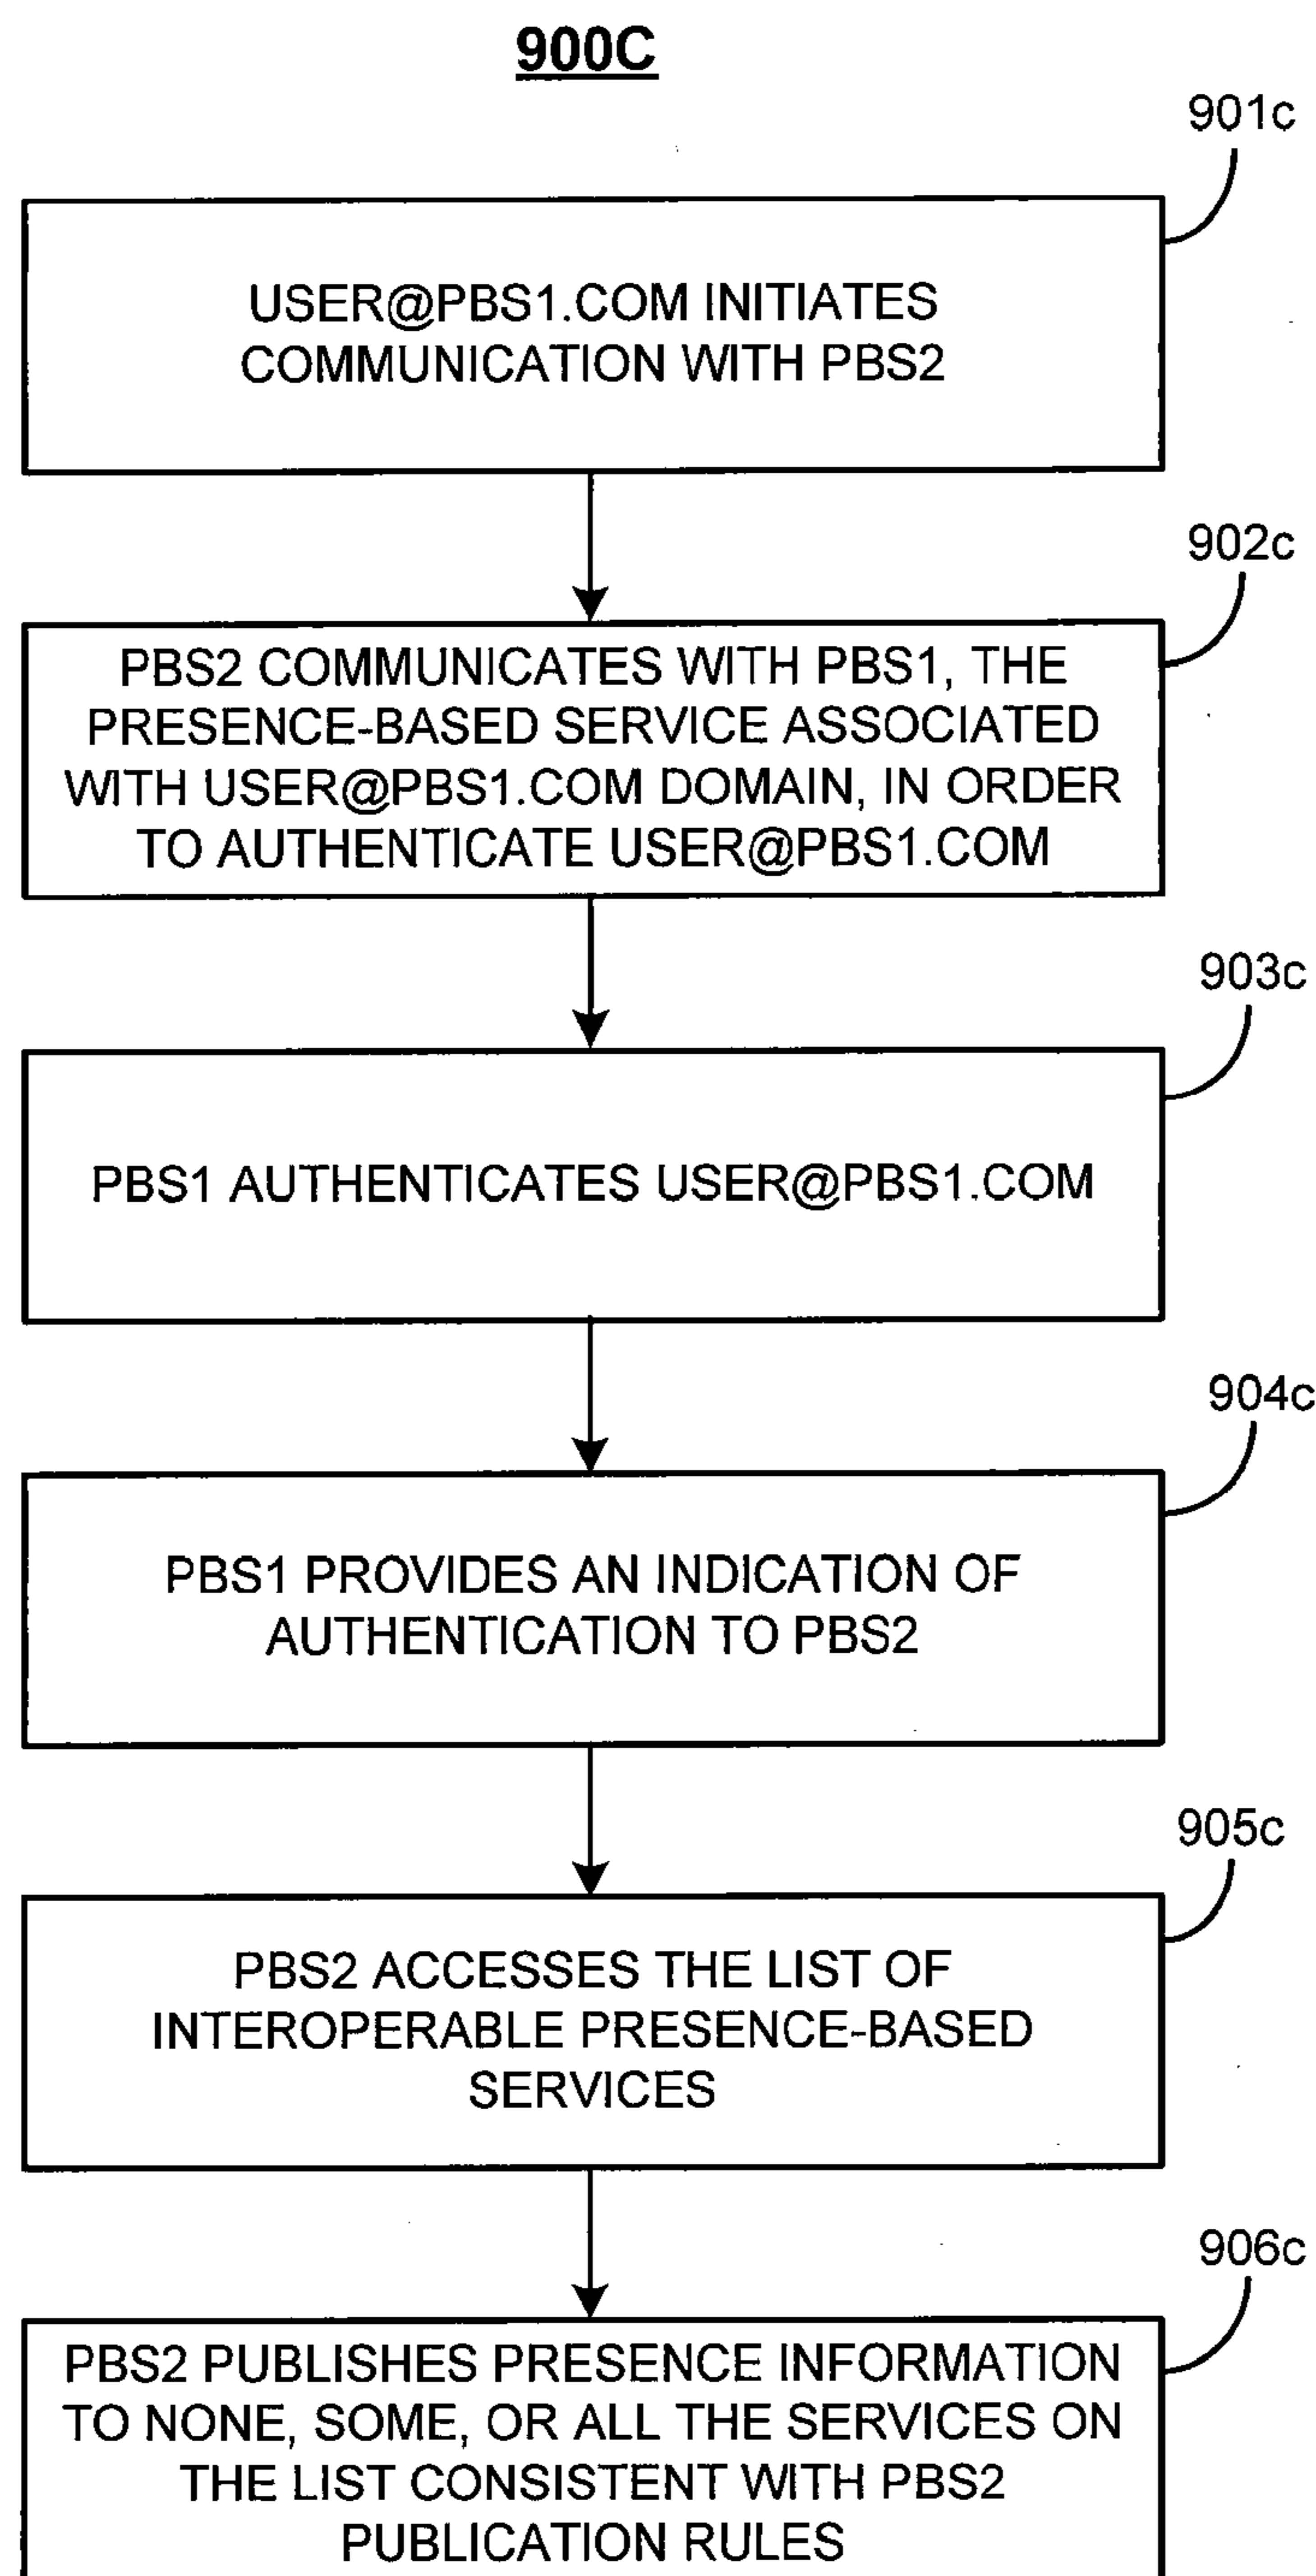 900C
901c
USER@PBS1.COM INITIATES
COMMUNICATION WITH PBS2
902c
PBS2 COMMUNICATES WITH PBS1, THE
PRESENCE-BASED SERVICE ASSOCIATED
WITH USER@PBS1.COM DOMAIN, IN ORDER
TO AUTHENTICATE USER@PBS1.COM
903c
PBS1 AUTHENTICATES USER@PBS1.COM
904c
PBS1 PROVIDES AN INDICATION OF
AUTHENTICATION TO PBS2
905c
PBS2 ACCESSES THE LIST OF
INTEROPERABLE PRESENCE-BASED
SERVICES
906c
PBS2 PUBLISHES PRESENCE INFORMATION
TO NONE, SOME, OR ALL THE SERVICES ON
THE LIST CONSISTENT WITH PBS2
PUBLICATION RULES